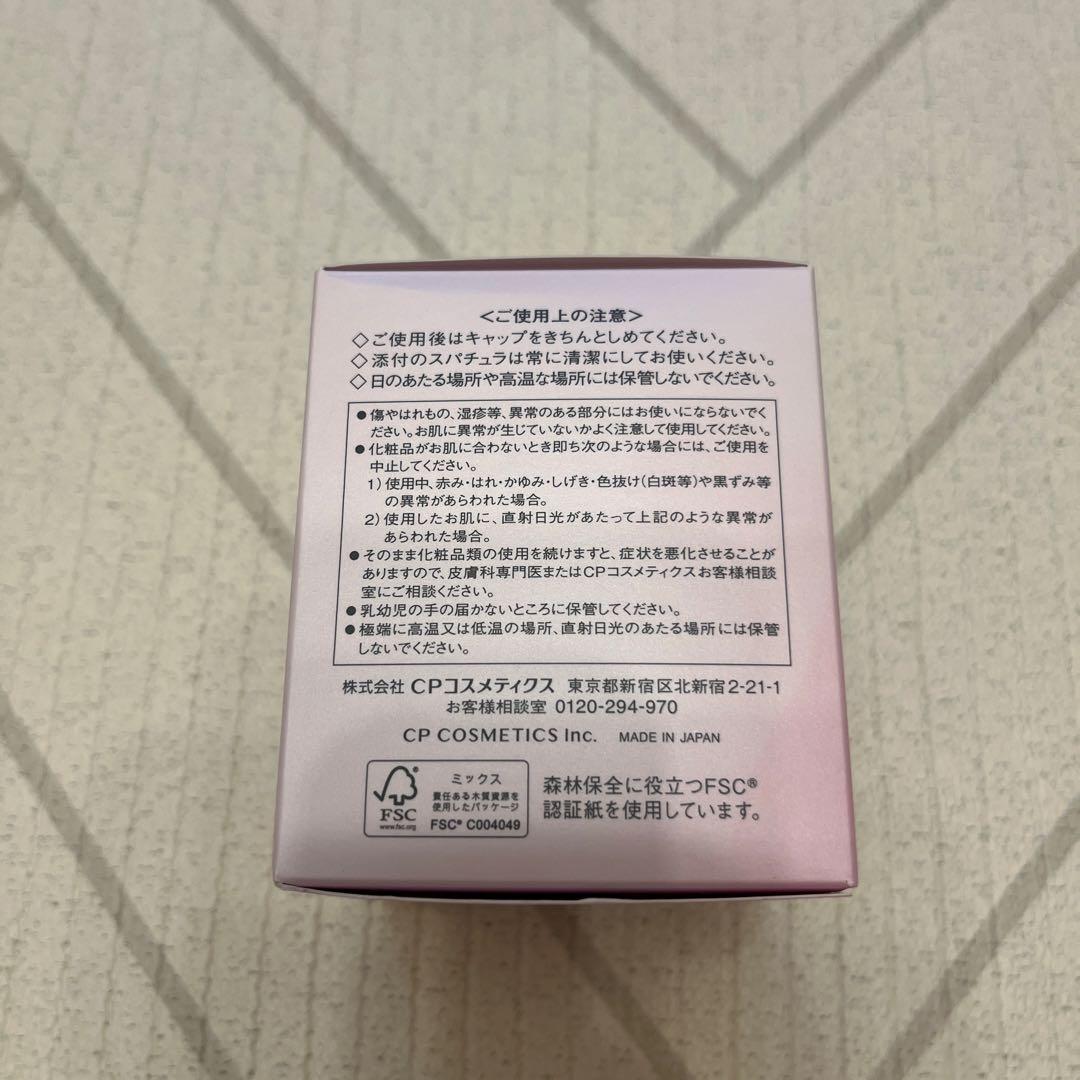 ＜ご使用上の注意＞
◇ご使用後はキャップをきちんとしめてください。
◇添付のスパチュラは常に清潔にしてお使いください。
◇日のあたる場所や高温な場所には保管しないでください。
●傷やはれもの、湿疹等、異常のある部分にはお使いにならないでく
ださい。お肌に異常が生じていないかよく注意して使用してください。
●化粧品がお肌に合わないとき即ち次のような場合には、ご使用を
中止してください。
1)使用中、赤み・はれ・かゆみ・しげき・色抜け(白斑等)や黒ずみ等
の異常があらわれた場合。
2)使用したお肌に、直射日光があたって上記のような異常が
あらわれた場合。
●そのまま化粧品類の使用を続けますと、症状を悪化させることが
ありますので、皮膚科専門医またはCPコスメティクスお客様相談
室にご相談ください。
●乳幼児の手の届かないところに保管してください。
●極端に高温又は低温の場所、直射日光のあたる場所には保管
しないでください。
株式会社 CPコスメティクス 東京都新宿区北新宿2-21-1
お客様相談室 0120-294-970
CP COSMETICS Inc. MADE IN JAPAN
FSC
www.fsc.org
ミックス
責任ある木質資源を
使用したパッケージ
FSC® C004049
森林保全に役立つFSC®
認証紙を使用しています。